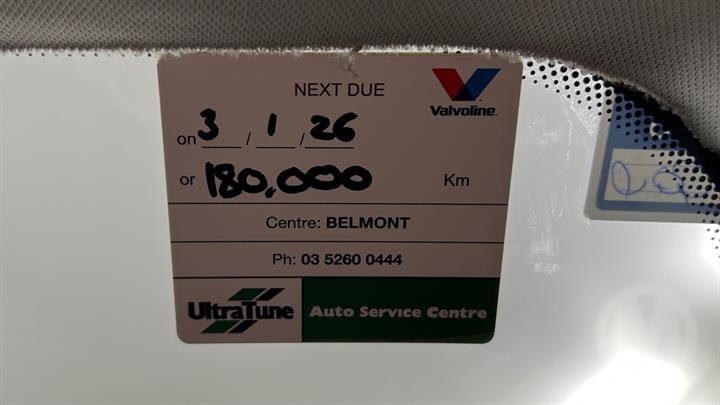 NEXT DUE
Valvoline™
on 3 / 1 / 26
or 180,000 Km
Centre: BELMONT
Ph: 03 5260 0444
UltraTune Auto Service Centre